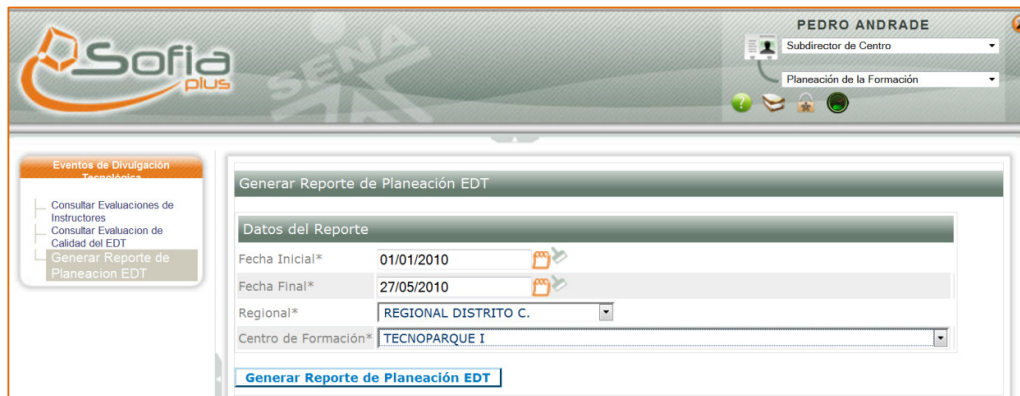 PEDRO ANDRADE
Subdirector de Centro
Planeación de la Formación
Sofia
plus
SENA
Eventos de Divulgación
Tecnológica
Consultar Evaluaciones de
Instructores
Consultar Evaluacion de
Calidad del EDT
Generar Reporte de
Planeacion EDT
Generar Reporte de Planeación EDT
Datos del Reporte
Fecha Inicial* 01/01/2010
Fecha Final* 27/05/2010
Regional* REGIONAL DISTRITO C.
Centro de Formación* TECNOPARQUE I
Generar Reporte de Planeación EDT